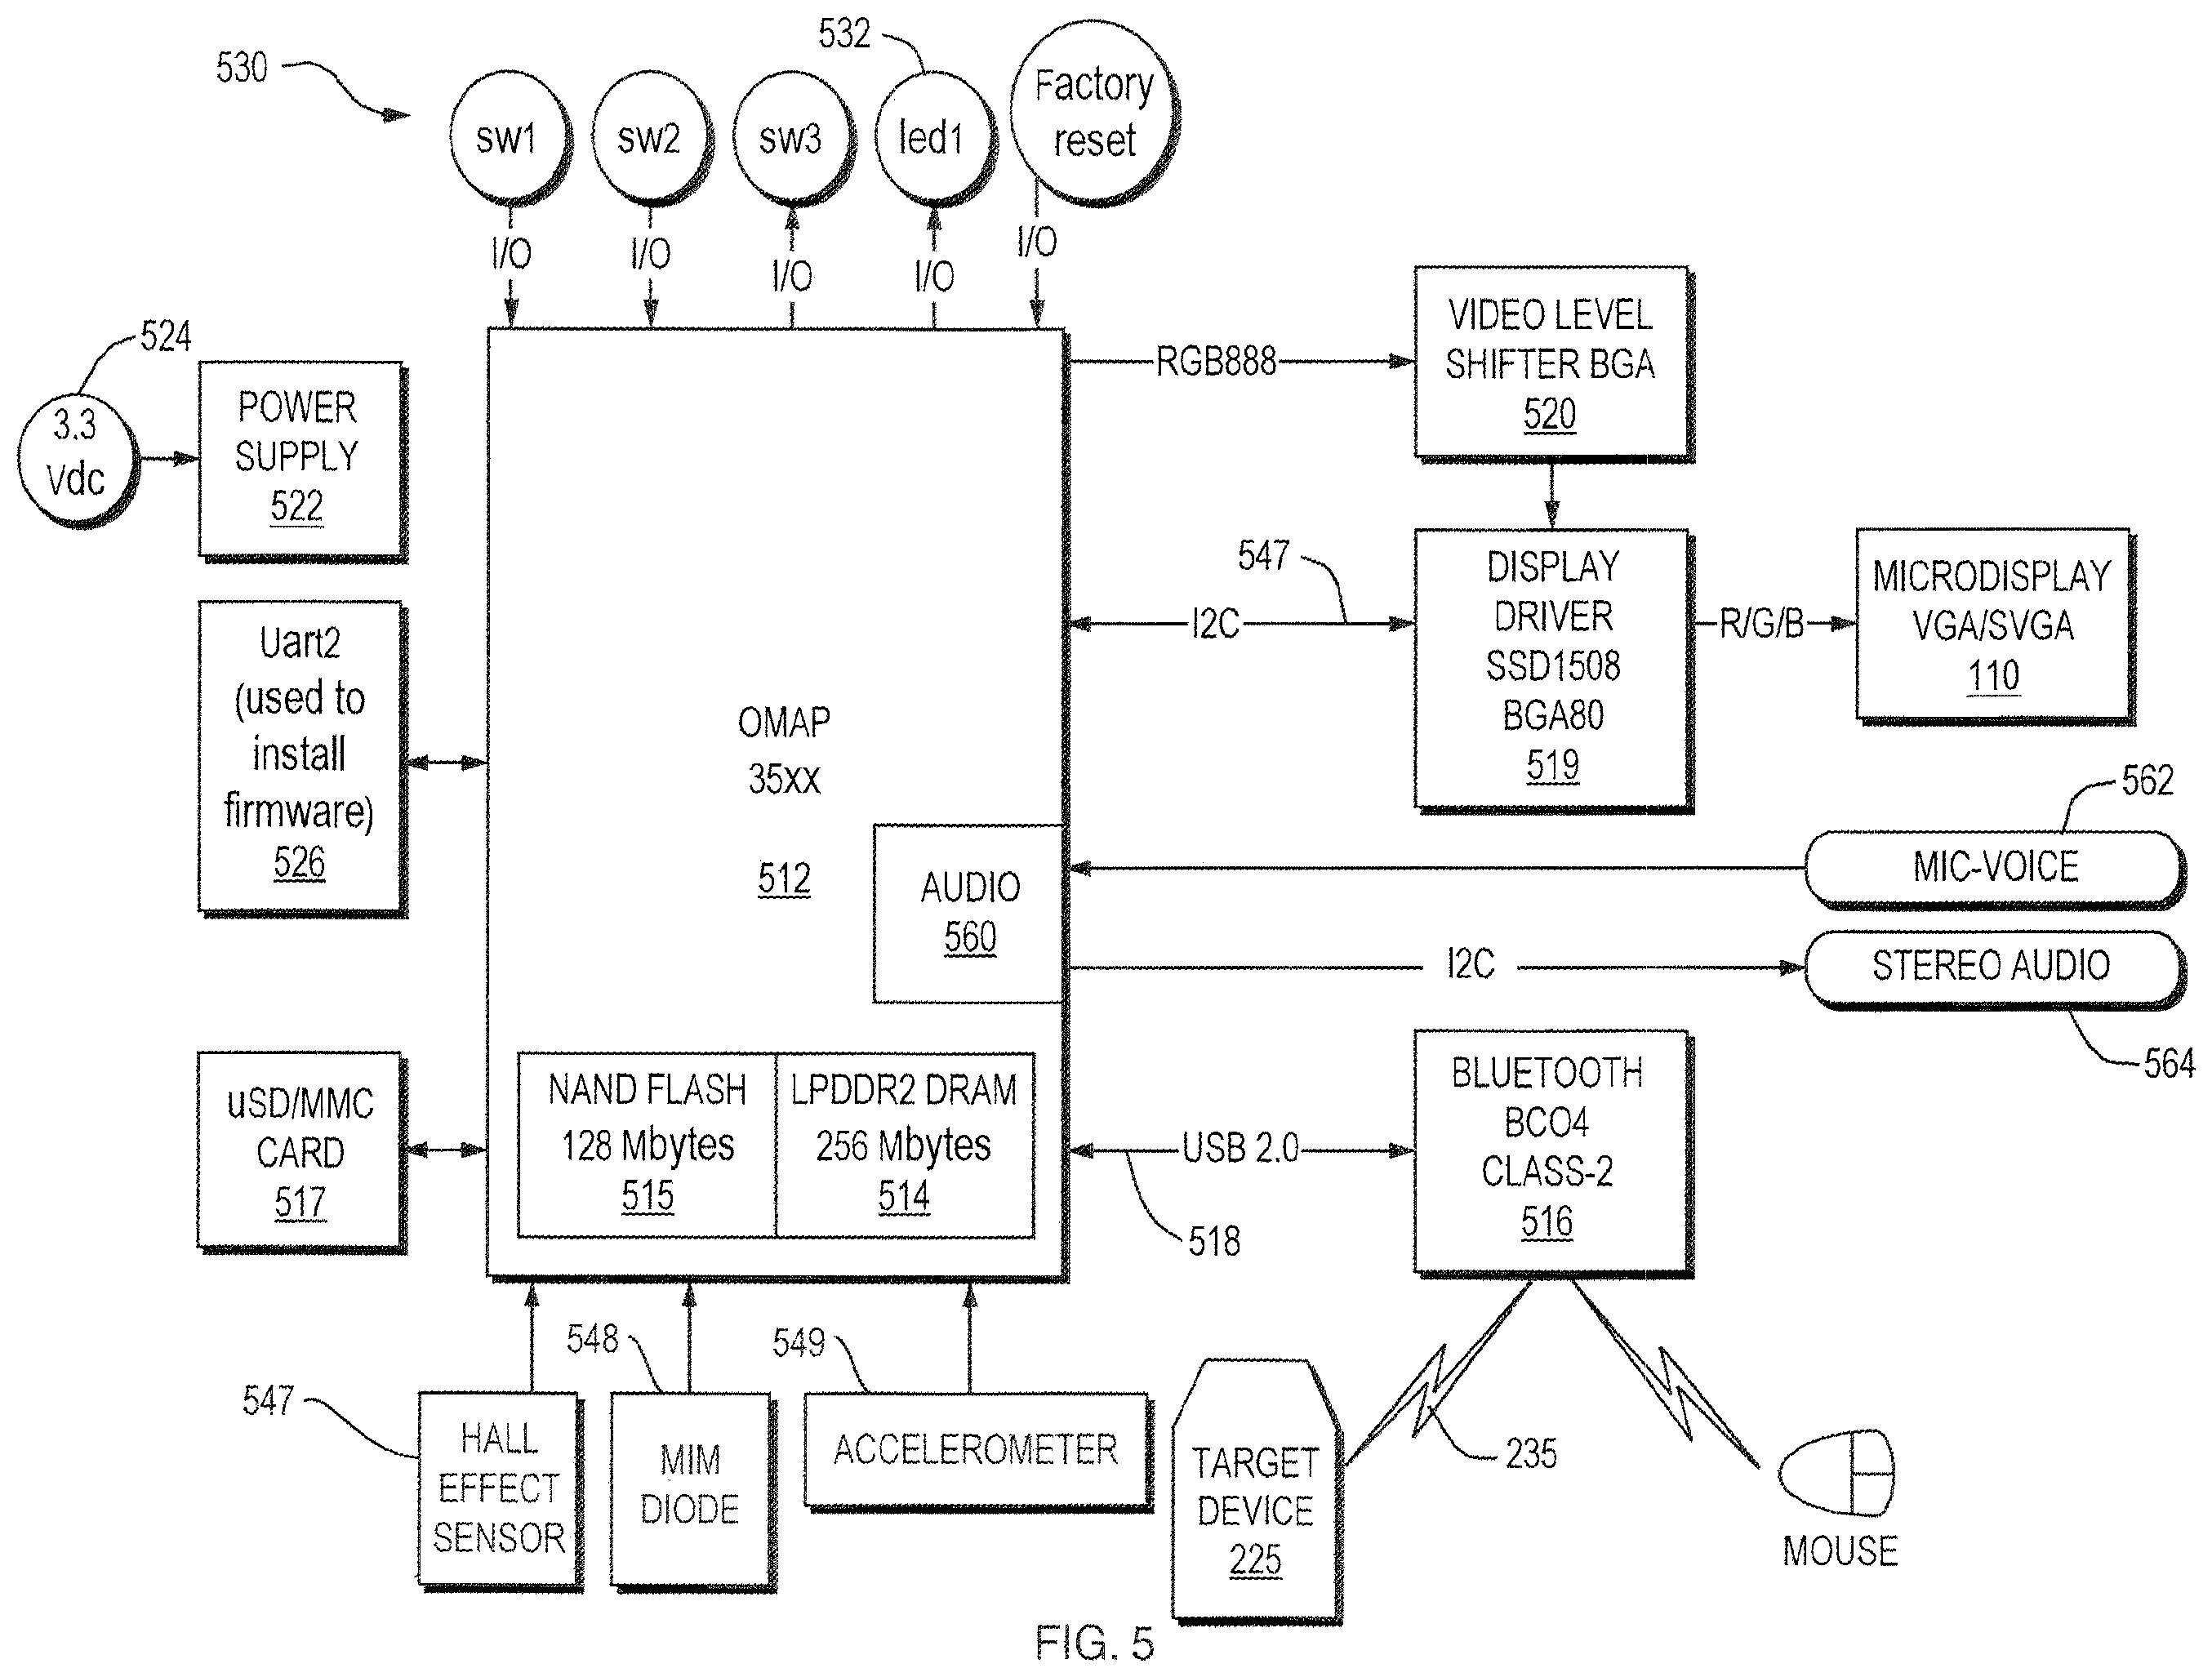 532
530
sw1
sw2
sw3
led1
Factory
reset
I/O
I/O
I/O
I/O
I/O
524
3.3
Vdc
POWER
SUPPLY
522
Uart2
(used to
install
firmware)
526
uSD/MMC
CARD
517
OMAP
35xx
512
AUDIO
560
NAND FLASH
128 Mbytes
515
LPDDR2 DRAM
256 Mbytes
514
RGB888
VIDEO LEVEL
SHIFTER BGA
520
547
I2C
DISPLAY
DRIVER
SSD1508
BGA80
519
R/G/B
MICRODISPLAY
VGA/SVGA
110
562
MIC-VOICE
I2C
STEREO AUDIO
564
USB 2.0
518
BLUETOOTH
BCO4
CLASS-2
516
547
HALL
EFFECT
SENSOR
548
MIM
DIODE
549
ACCELEROMETER
TARGET
DEVICE
225
235
MOUSE
FIG. 5